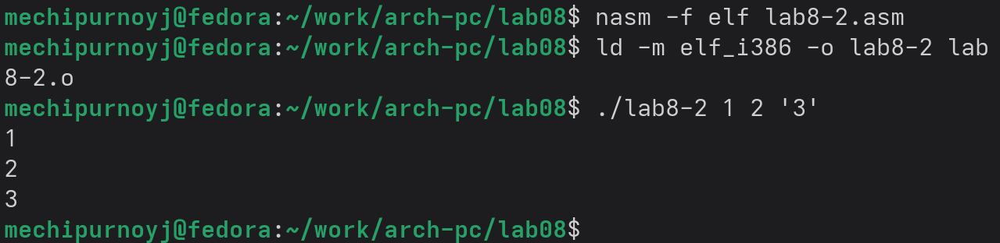 mechipurnoyj@fedora:~/work/arch-pc/lab08$ nasm -f elf lab8-2.asm
mechipurnoyj@fedora:~/work/arch-pc/lab08$ ld -m elf_i386 -o lab8-2 lab
8-2.o
mechipurnoyj@fedora:~/work/arch-pc/lab08$ ./lab8-2 1 2 '3'
1
2
3
mechipurnoyj@fedora:~/work/arch-pc/lab08$